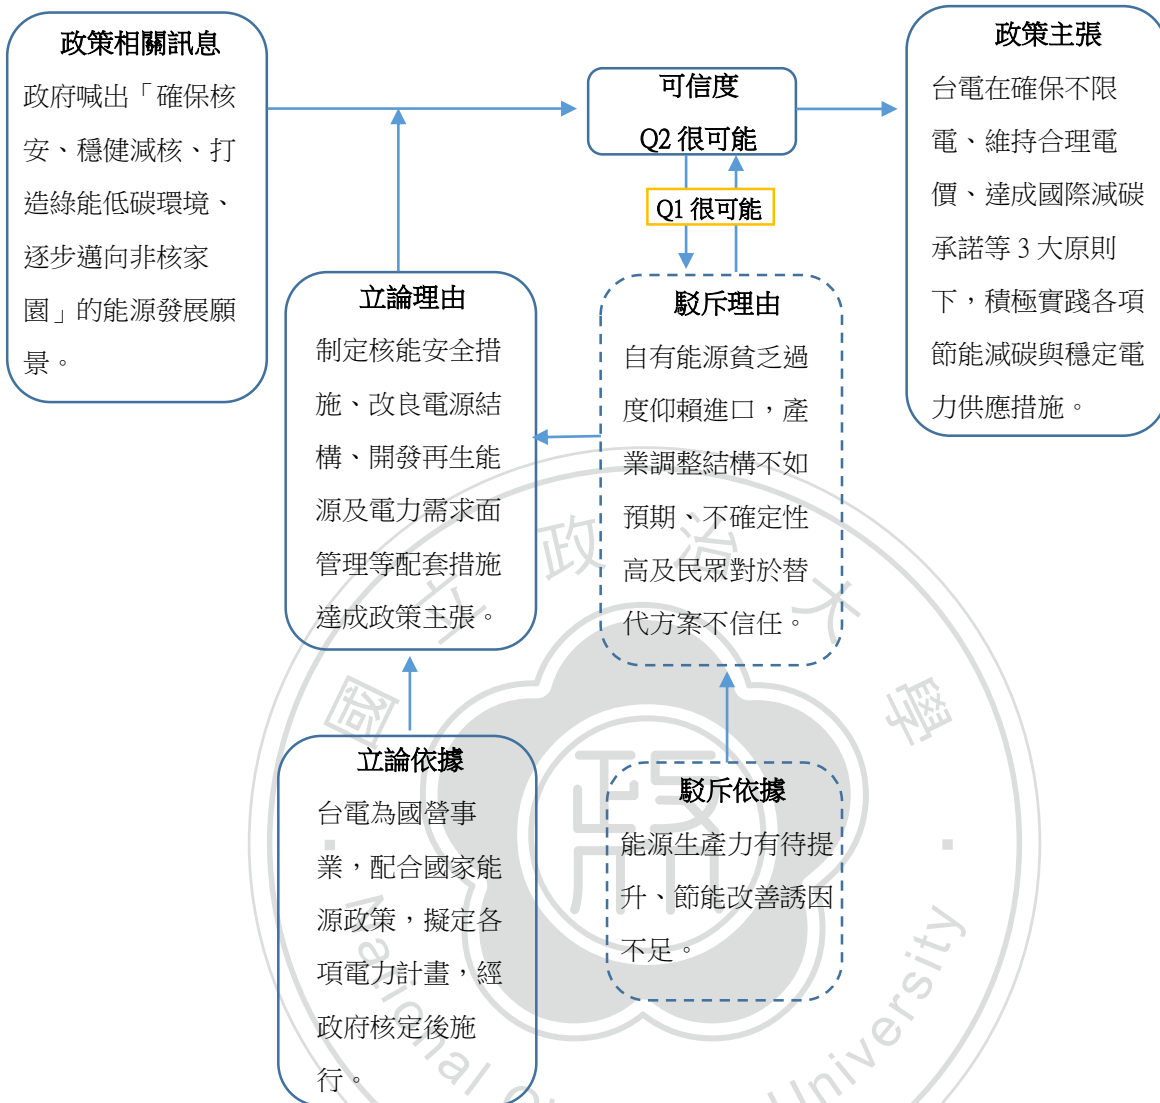 政策相關訊息
政府喊出「確保核
安、穩健減核、打
造綠能低碳環境、
逐步邁向非核家
園」的能源發展願
景。
可信度
Q2 很可能
Q1 很可能
政策主張
台電在確保不限
電、維持合理電
價、達成國際減碳
承諾等 3 大原則
下，積極實踐各項
節能減碳與穩定電
力供應措施。
立論理由
制定核能安全措
施、改良電源結
構、開發再生能
源及電力需求面
管理等配套措施
達成政策主張。
駁斥理由
自有能源貧乏過
度仰賴進口，產
業調整結構不如
預期、不確定性
高及民眾對於替
代方案不信任。
立論依據
台電為國營事
業，配合國家能
源政策，擬定各
項電力計畫，經
政府核定後施
行。
駁斥依據
能源生產力有待提
升、節能改善誘因
不足。
國立政治大學
National Ch University